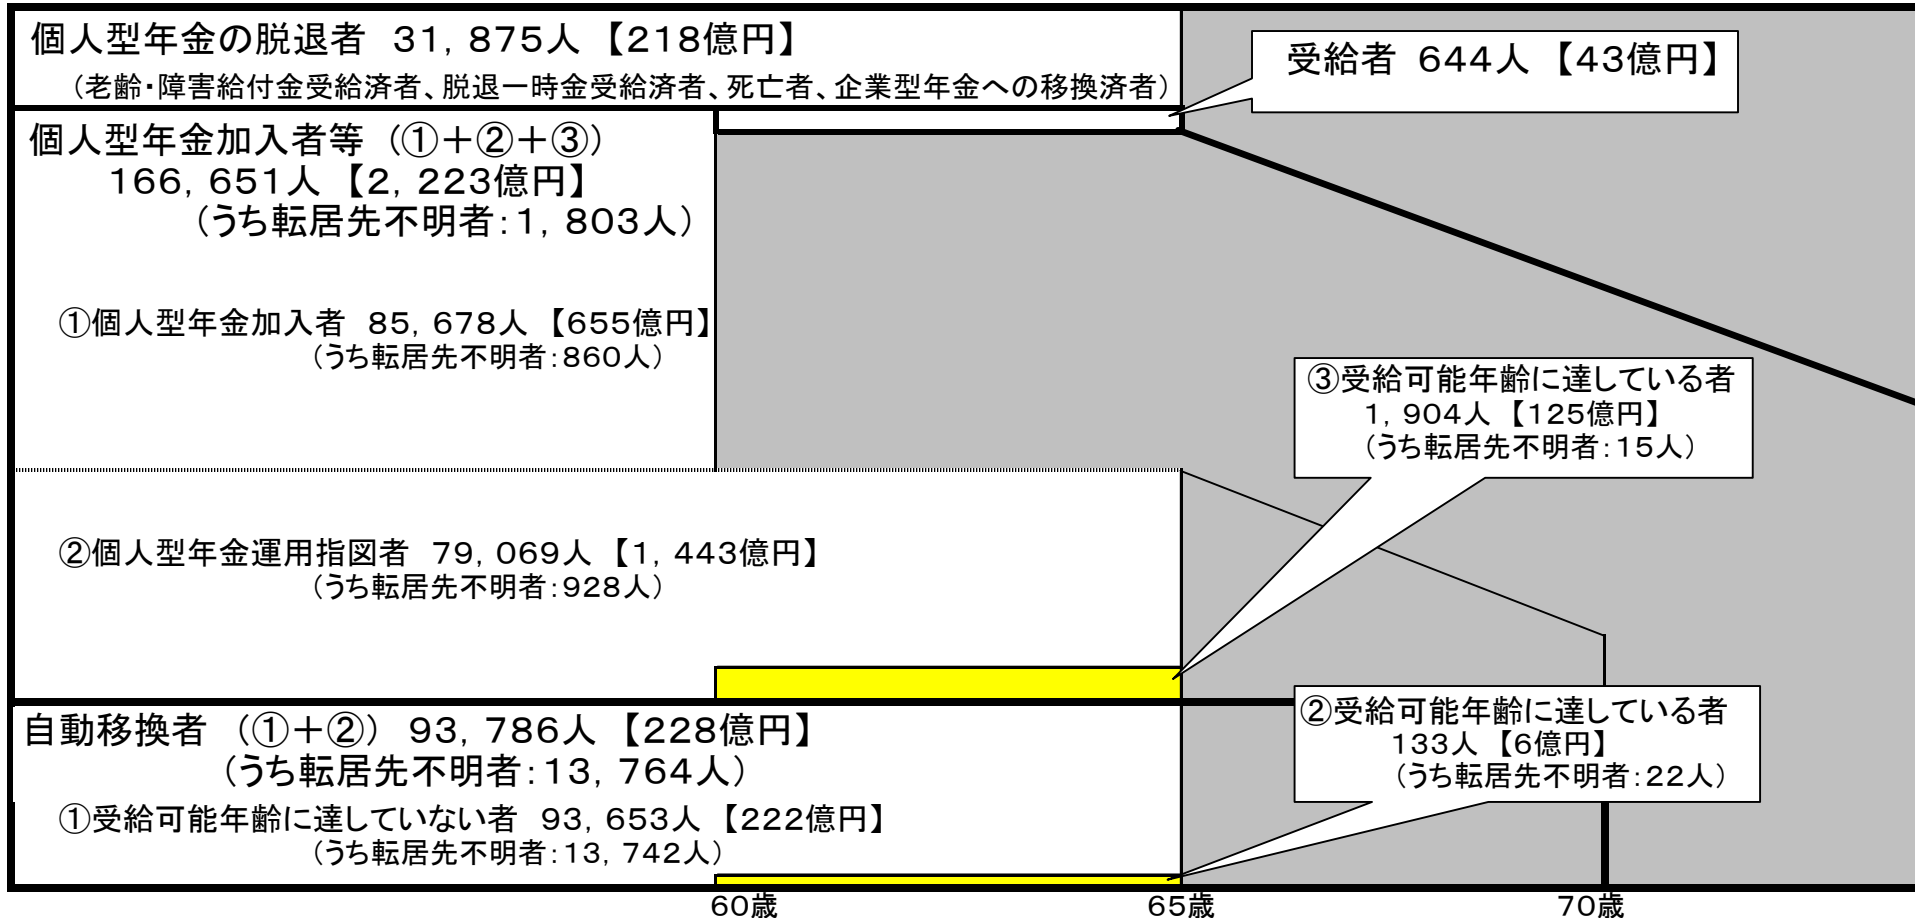 個人型年金の脱退者　31,875人【218億円】
（老齢・障害給付金受給済者、脱退一時金受給済者、死亡者、企業型年金への移換済者）
受給者　644人【43億円】
個人型年金加入者等（①＋②＋③）
166,651人【2,223億円】
（うち転居先不明者：1,803人）
①個人型年金加入者　85,678人【655億円】
（うち転居先不明者：860人）
③受給可能年齢に達している者
1,904人【125億円】
（うち転居先不明者：15人）
②個人型年金運用指図者　79,069人【1,443億円】
（うち転居先不明者：928人）
自動移換者（①＋②）93,786人【228億円】
（うち転居先不明者：13,764人）
②受給可能年齢に達している者
133人【6億円】
（うち転居先不明者：22人）
①受給可能年齢に達していない者　93,653人【222億円】
（うち転居先不明者：13,742人）
60歳
65歳
70歳